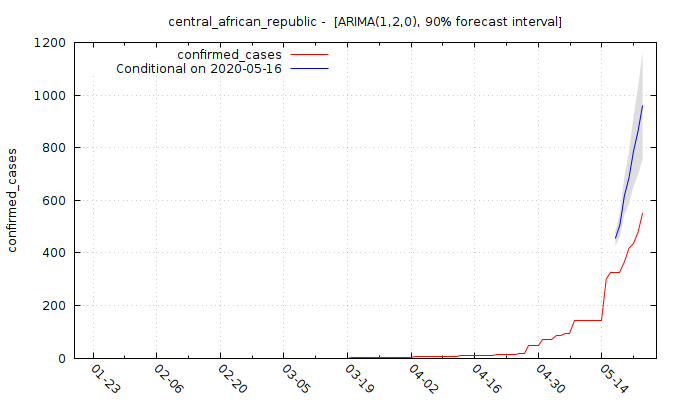 central_african_republic -  [ARIMA(1,2,0), 90% forecast interval]
confirmed_cases
Conditional on 2020-05-16
confirmed_cases
1200
1000
800
600
400
200
0
01-23 02-06 02-20 03-05 03-19 04-02 04-16 04-30 05-14